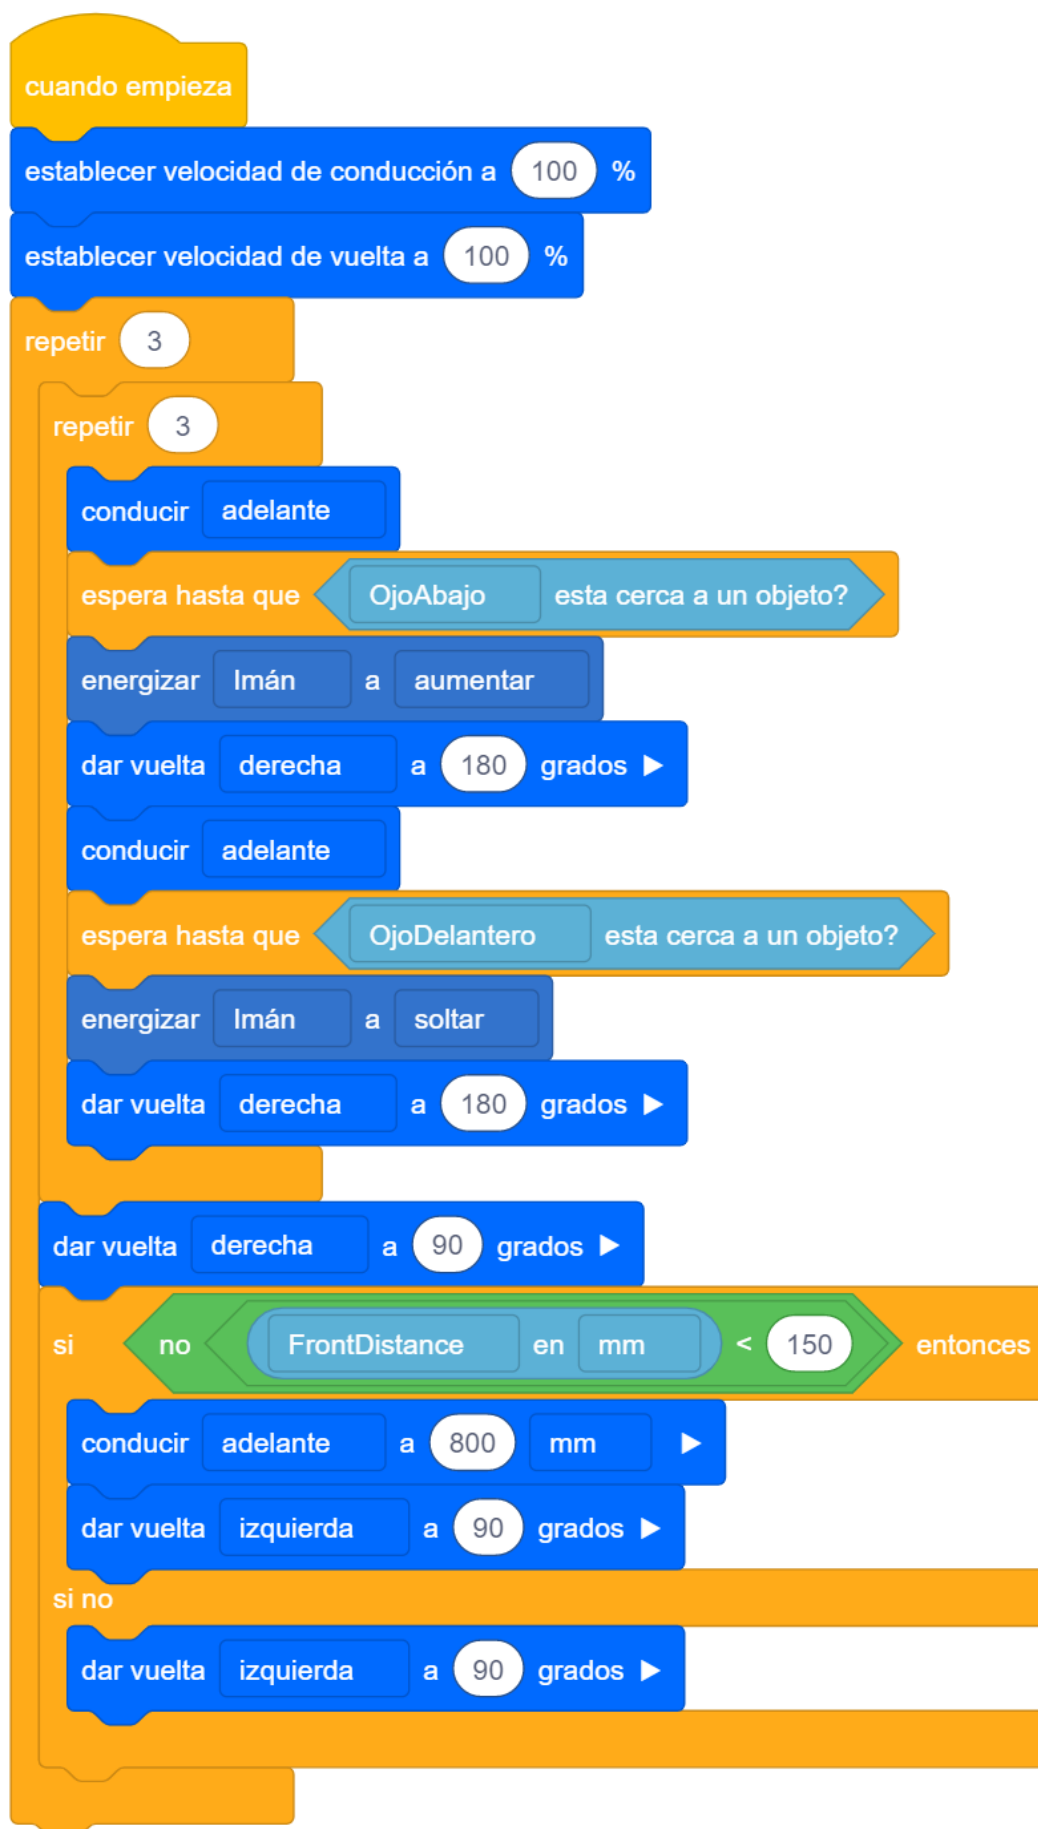 cuando empieza
establecer velocidad de conducción a 100 %
establecer velocidad de vuelta a 100 %
repetir 3
repetir 3
conducir adelante
espera hasta que OjoAbajo esta cerca a un objeto?
energizar Imán a aumentar
dar vuelta derecha a 180 grados
conducir adelante
espera hasta que OjoDelantero esta cerca a un objeto?
energizar Imán a soltar
dar vuelta derecha a 180 grados
dar vuelta derecha a 90 grados
si no FrontDistance en mm < 150 entonces
conducir adelante a 800 mm
dar vuelta izquierda a 90 grados
si no
dar vuelta izquierda a 90 grados